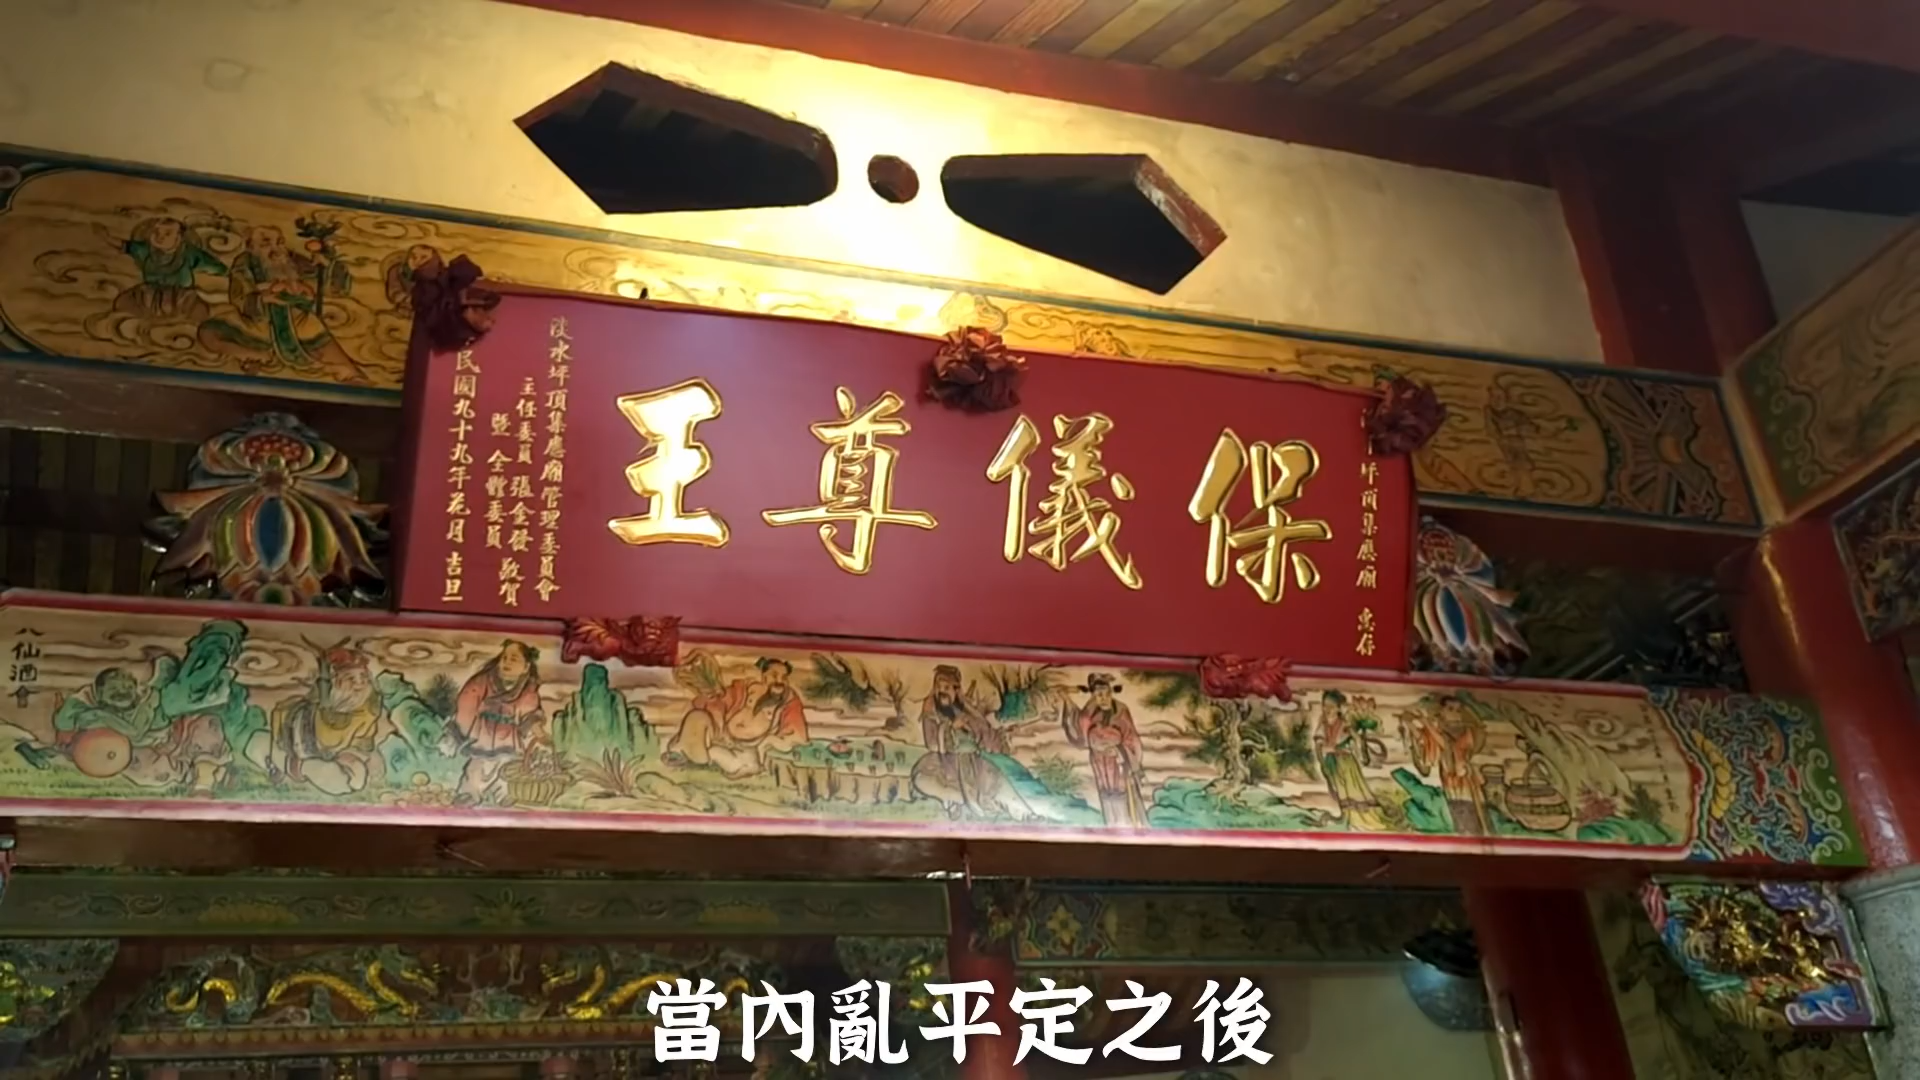 保儀尊王
集應廟 惠存
淡水坪頂集應廟管理委員會
主任委員 張金發
暨 全體委員 敬賀
民國九十九年花月 吉旦
八仙酒會
當內亂平定之後